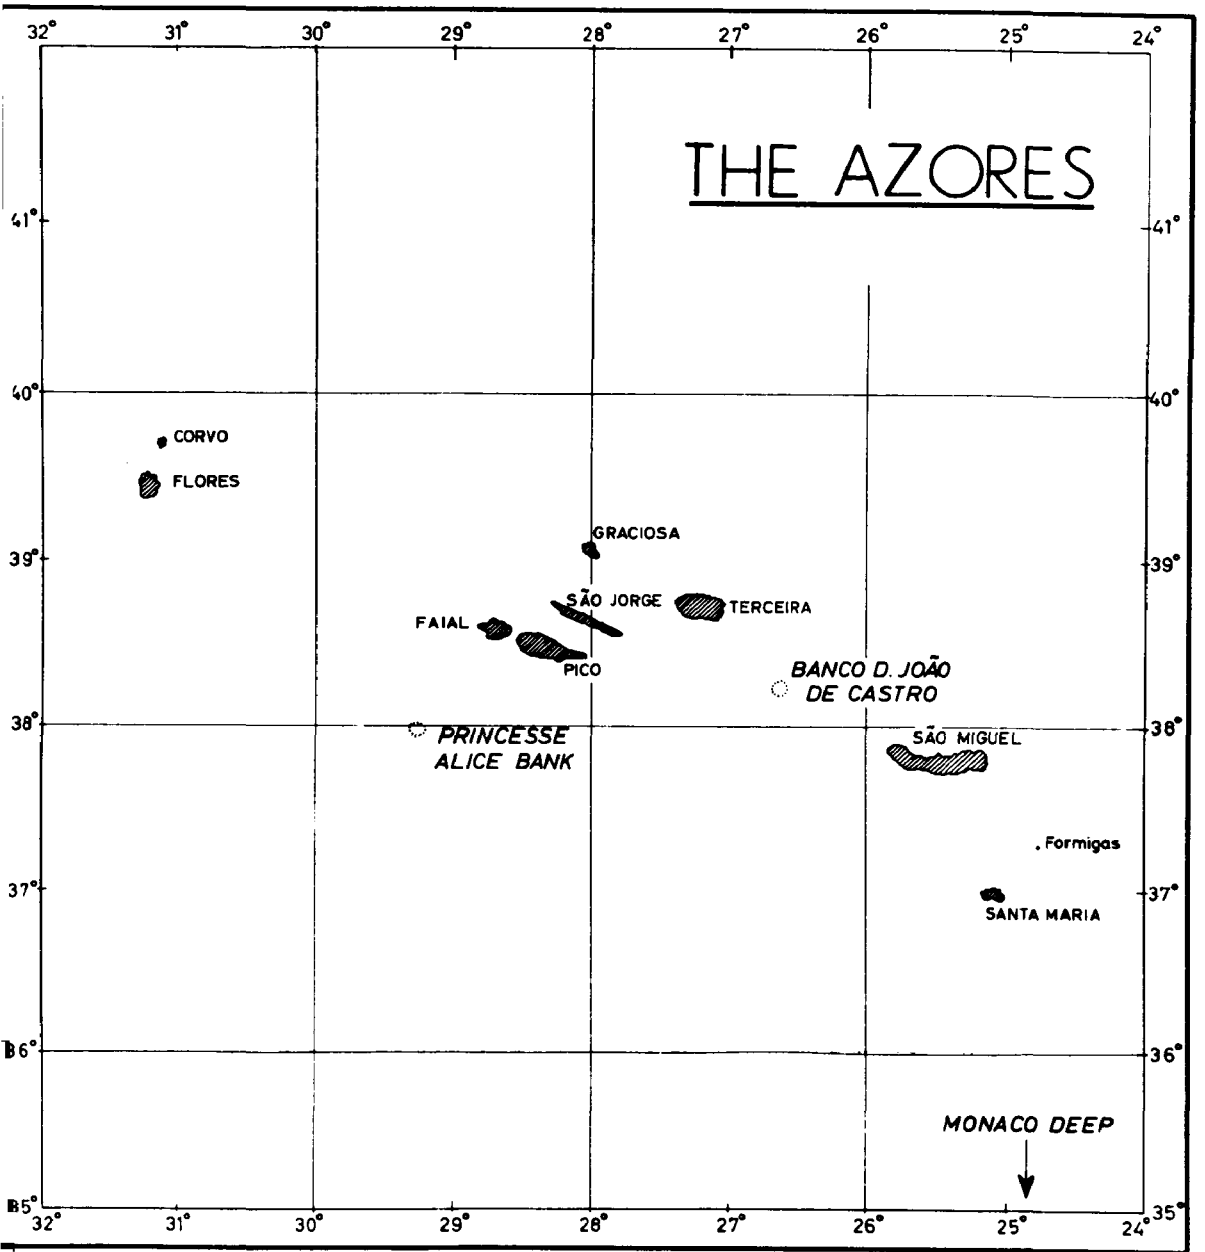 32° 31° 30° 29° 28° 27° 26° 25° 24°
THE AZORES
41° 41°
40° 40°
CORVO
FLORES
GRACIOSA
39° 39°
SÃO JORGE
TERCEIRA
FAIAL
PICO
BANCO D. JOÃO
DE CASTRO
38° 38°
PRINCESSE
ALICE BANK
SÃO MIGUEL
Formigas
37° 37°
SANTA MARIA
36° 36°
MONACO DEEP
35° 35°
32° 31° 30° 29° 28° 27° 26° 25° 24°